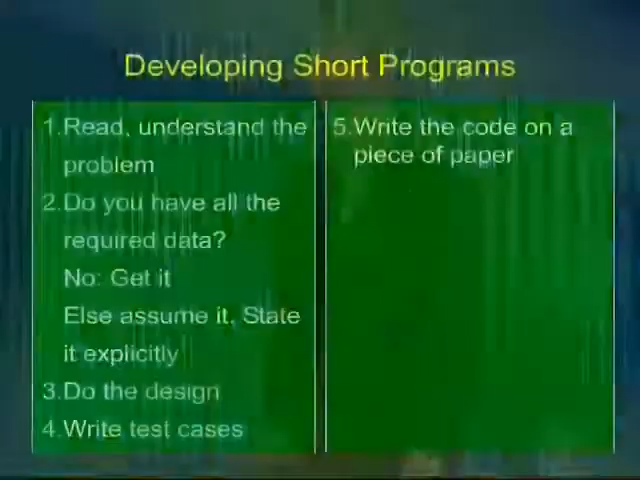 Developing Short Programs
1.Read, understand the
problem
2.Do you have all the
required data?
No: Get it
Else assume it. State
it explicitly
3.Do the design
4.Write test cases
5.Write the code on a
piece of paper